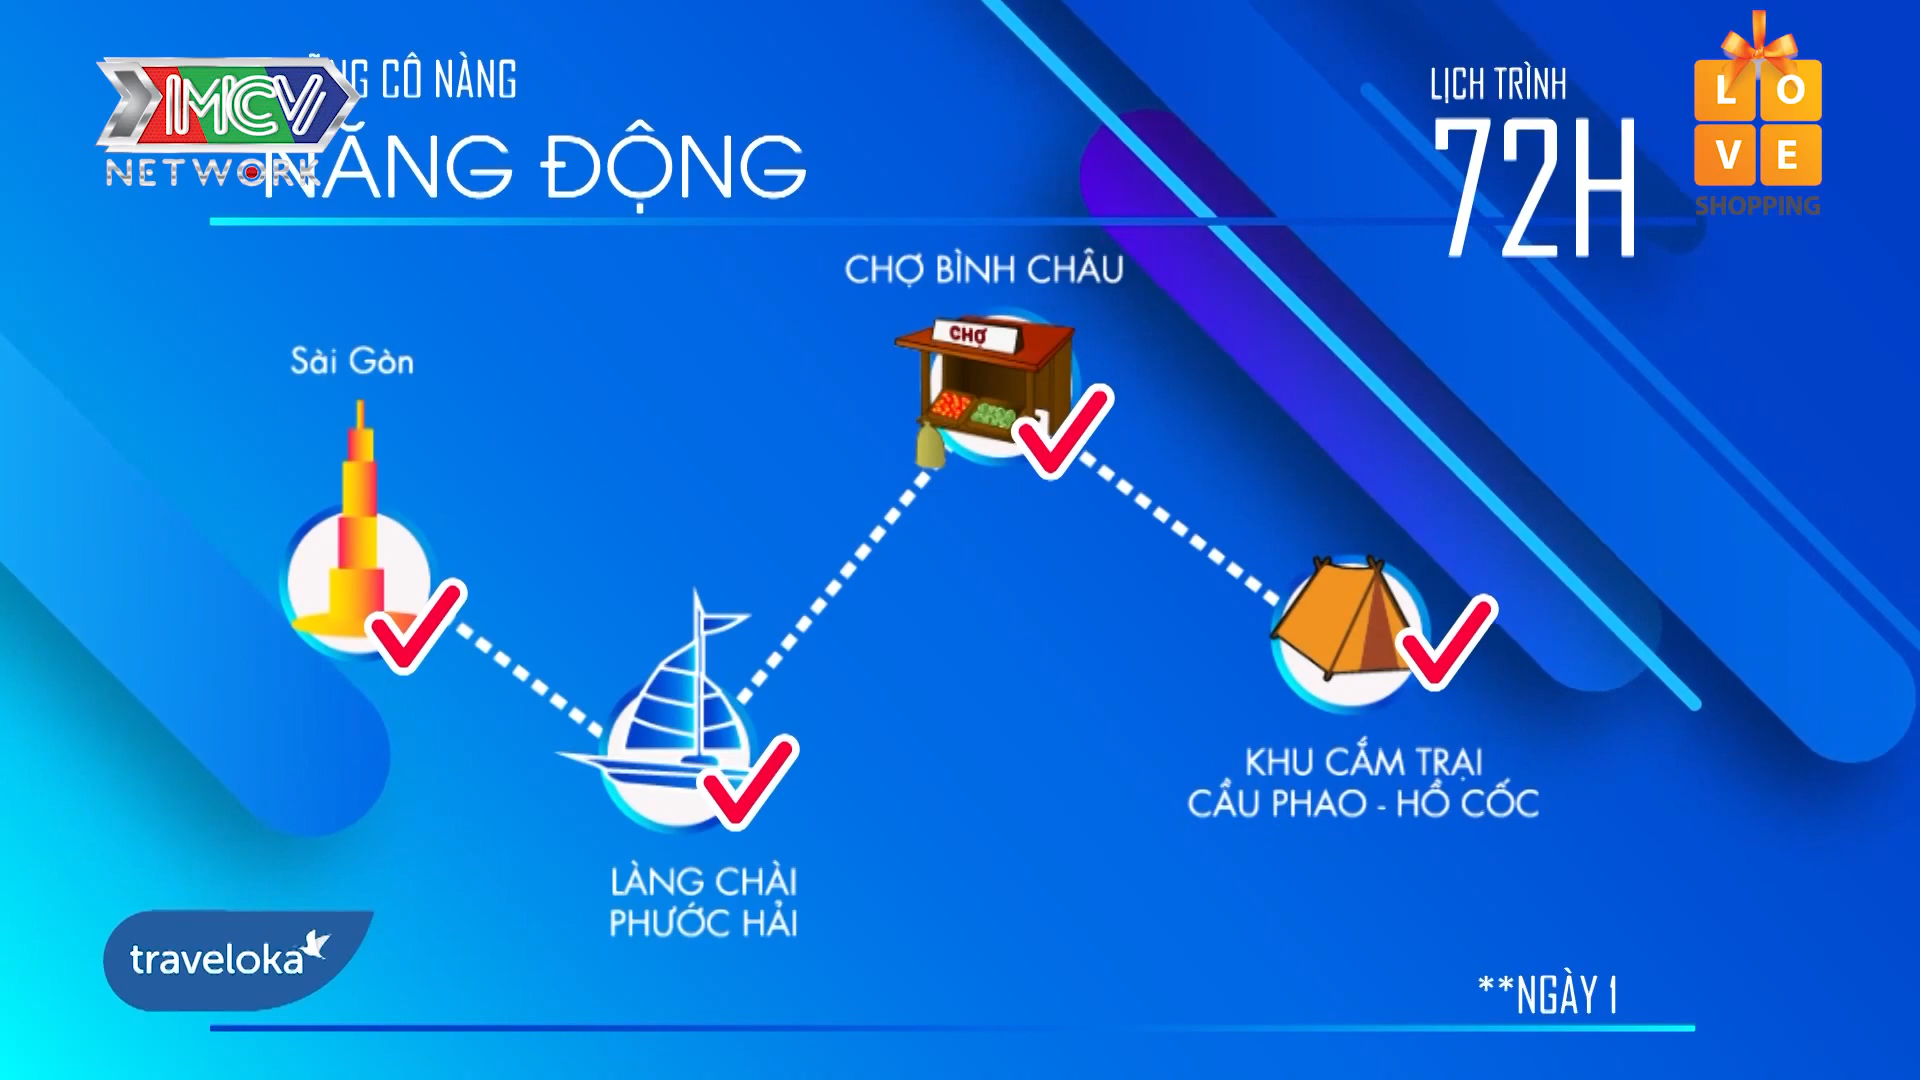 CÔ NÀNG
NĂNG ĐỘNG
MCV
NETWORK
LỊCH TRÌNH
72H
LOVE
SHOPPING
CHỢ BÌNH CHÂU
CHỢ
Sài Gòn
KHU CẮM TRẠI
CẦU PHAO - HỒ CỐC
LÀNG CHÀI
PHƯỚC HẢI
traveloka
**NGÀY 1